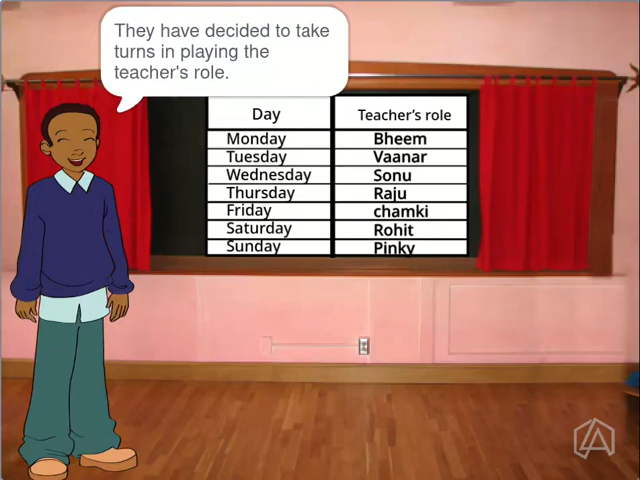 They have decided to take
turns in playing the
teacher's role.
Day Teacher's role
Monday Bheem
Tuesday Vaanar
Wednesday Sonu
Thursday Raju
Friday chamki
Saturday Rohit
Sunday Pinky